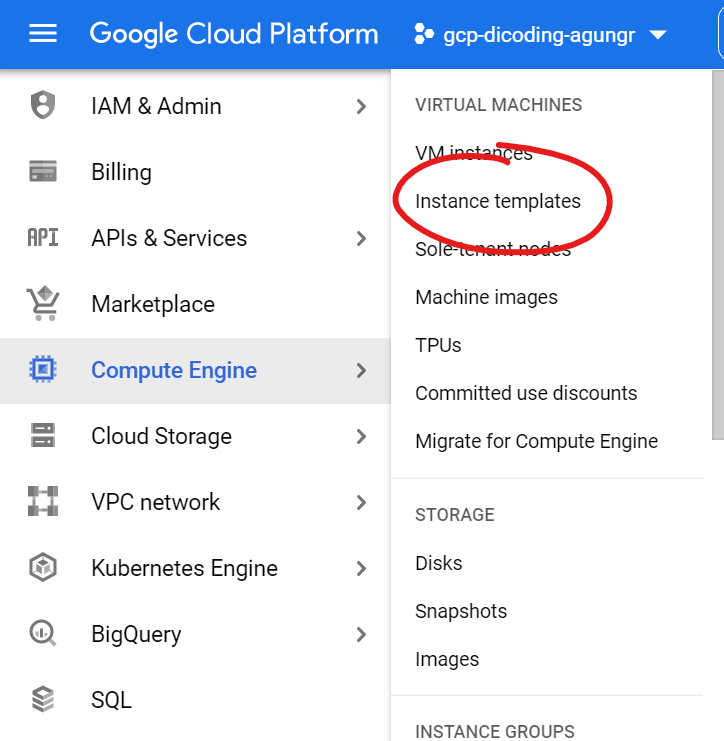 Google Cloud Platform
gcp-dicoding-agungr
IAM & Admin
Billing
API
APIs & Services
Marketplace
Compute Engine
Cloud Storage
VPC network
Kubernetes Engine
BigQuery
SQL
VIRTUAL MACHINES
VM instances
Instance templates
Sole-tenant nodes
Machine images
TPUs
Committed use discounts
Migrate for Compute Engine
STORAGE
Disks
Snapshots
Images
INSTANCE GROUPS